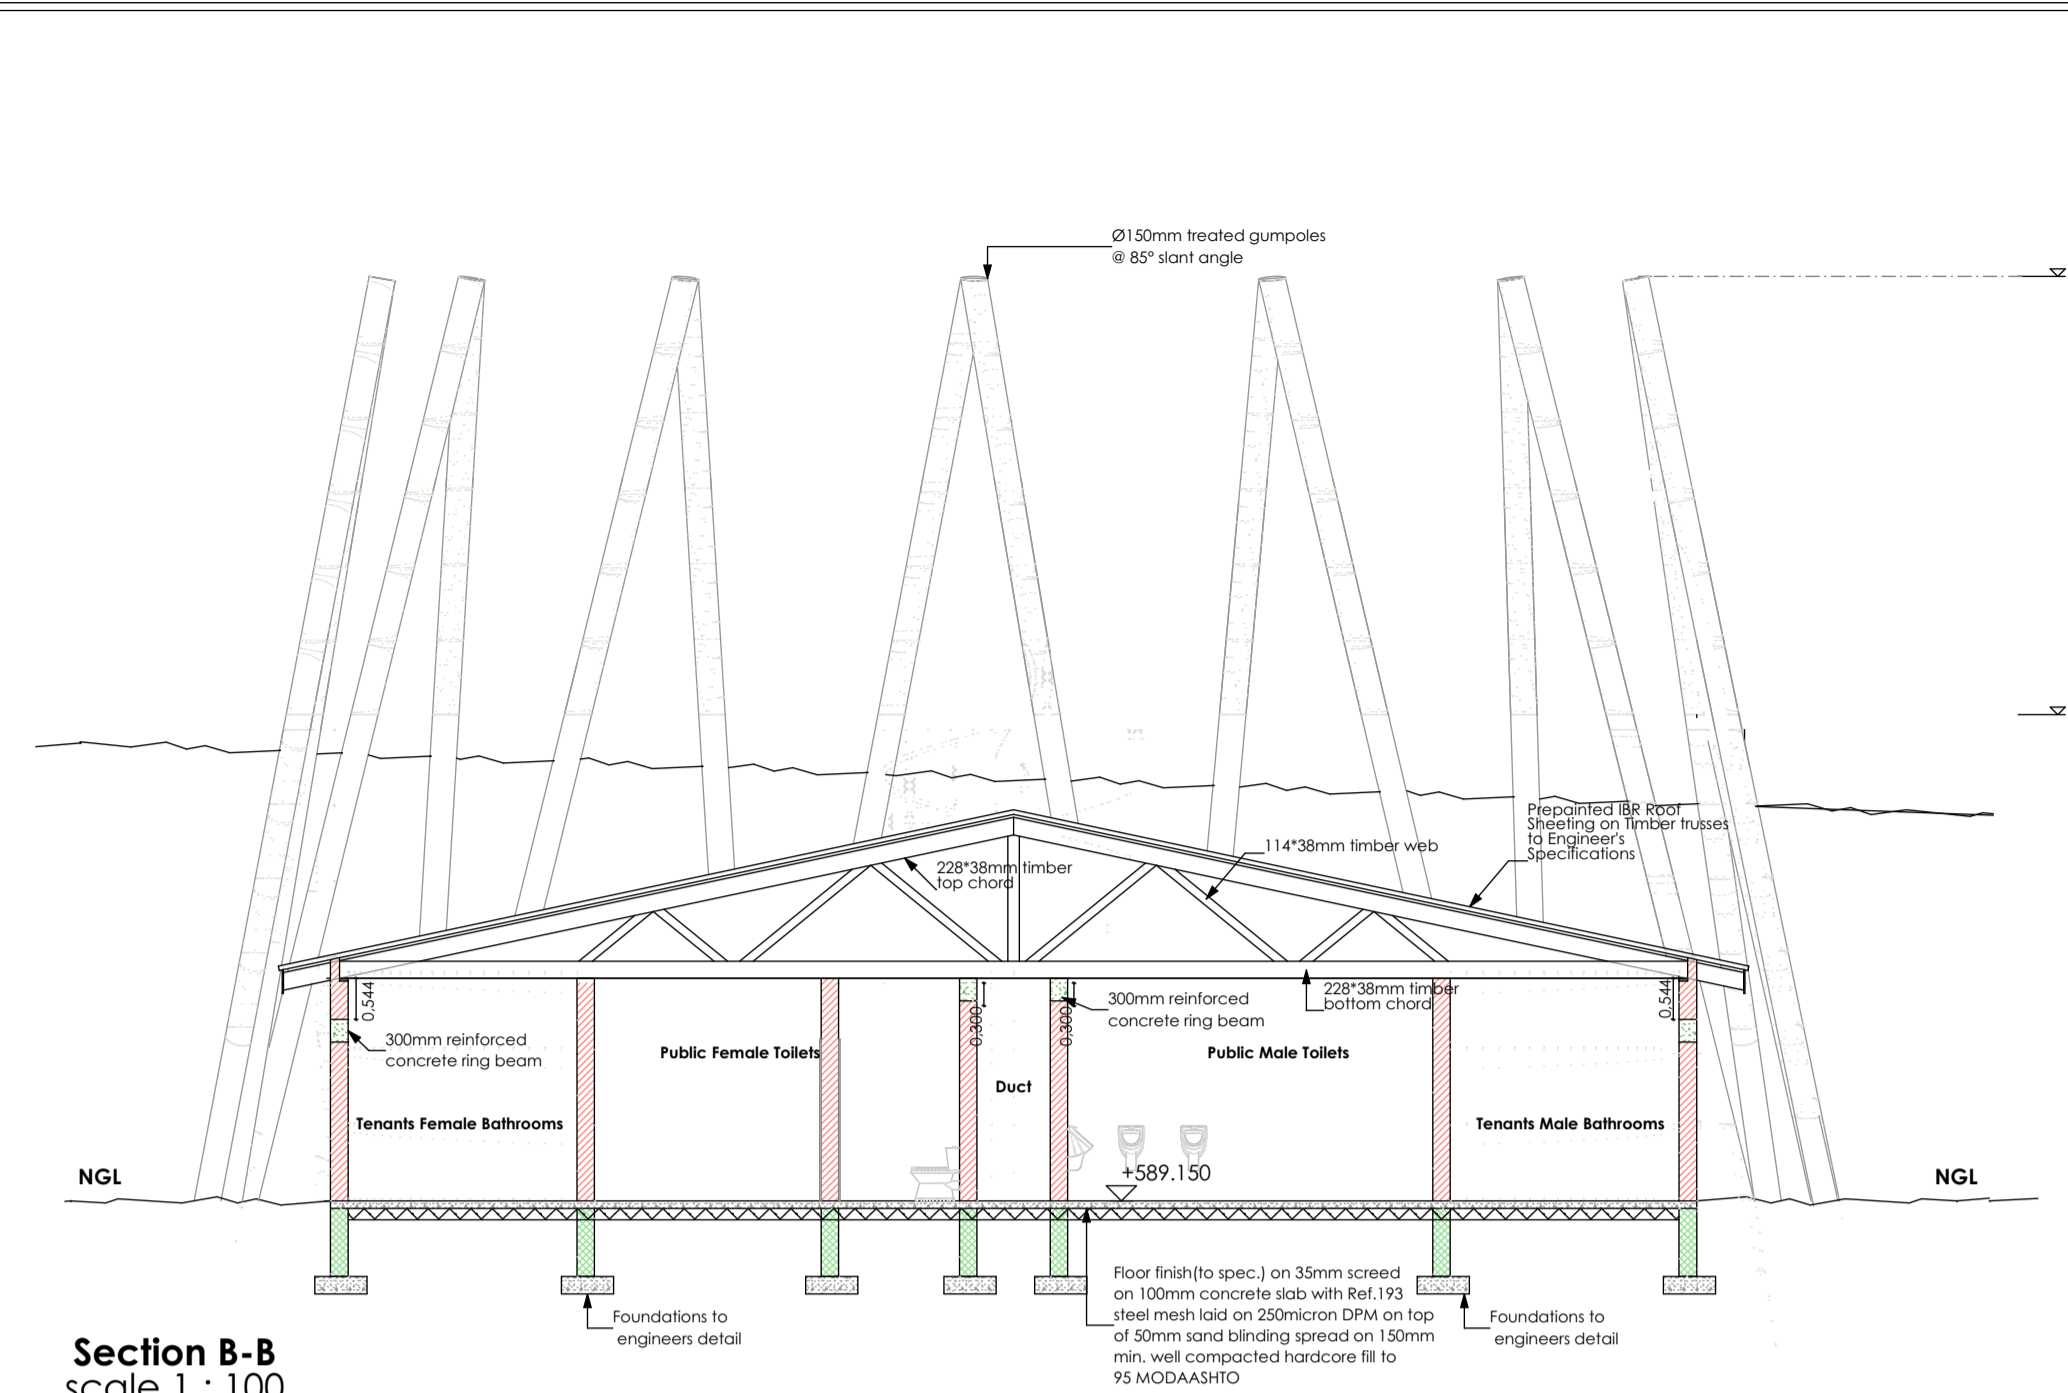 Ø150mm treated gumpoles
@ 85° slant angle
Prepainted IBR Roof
Sheeting on Timber trusses
to Engineer's
Specifications
114*38mm timber web
228*38mm timber
top chord
228*38mm timber
bottom chord
0,544
0,300
0,300
0,544
300mm reinforced
concrete ring beam
300mm reinforced
concrete ring beam
Public Female Toilets
Public Male Toilets
Duct
Tenants Female Bathrooms
Tenants Male Bathrooms
NGL
+589.150
NGL
Floor finish(to spec.) on 35mm screed
on 100mm concrete slab with Ref.193
steel mesh laid on 250micron DPM on top
of 50mm sand blinding spread on 150mm
min. well compacted hardcore fill to
95 MODAASHTO
Foundations to
engineers detail
Foundations to
engineers detail
Section B-B
scale 1 : 100